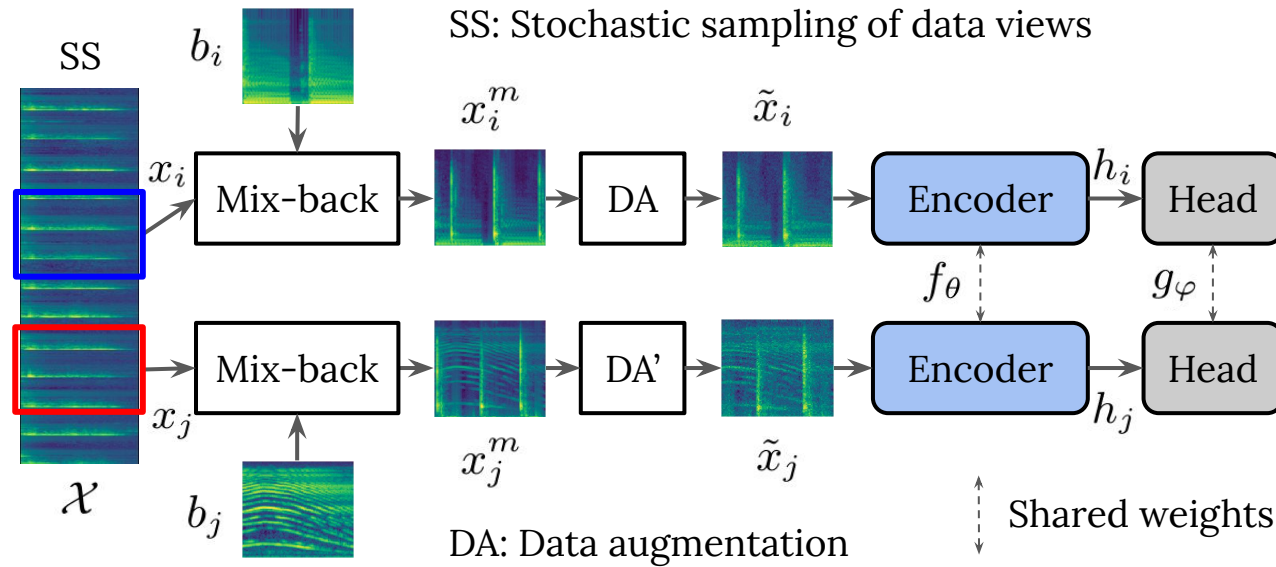 SS: Stochastic sampling of data views
SS
b_i
x_i
Mix-back
x_i^m
DA
x̃_i
Encoder
h_i
Head
f_θ
g_φ
x_j
Mix-back
x_j^m
DA'
x̃_j
Encoder
h_j
Head
𝒳
b_j
DA: Data augmentation
Shared weights